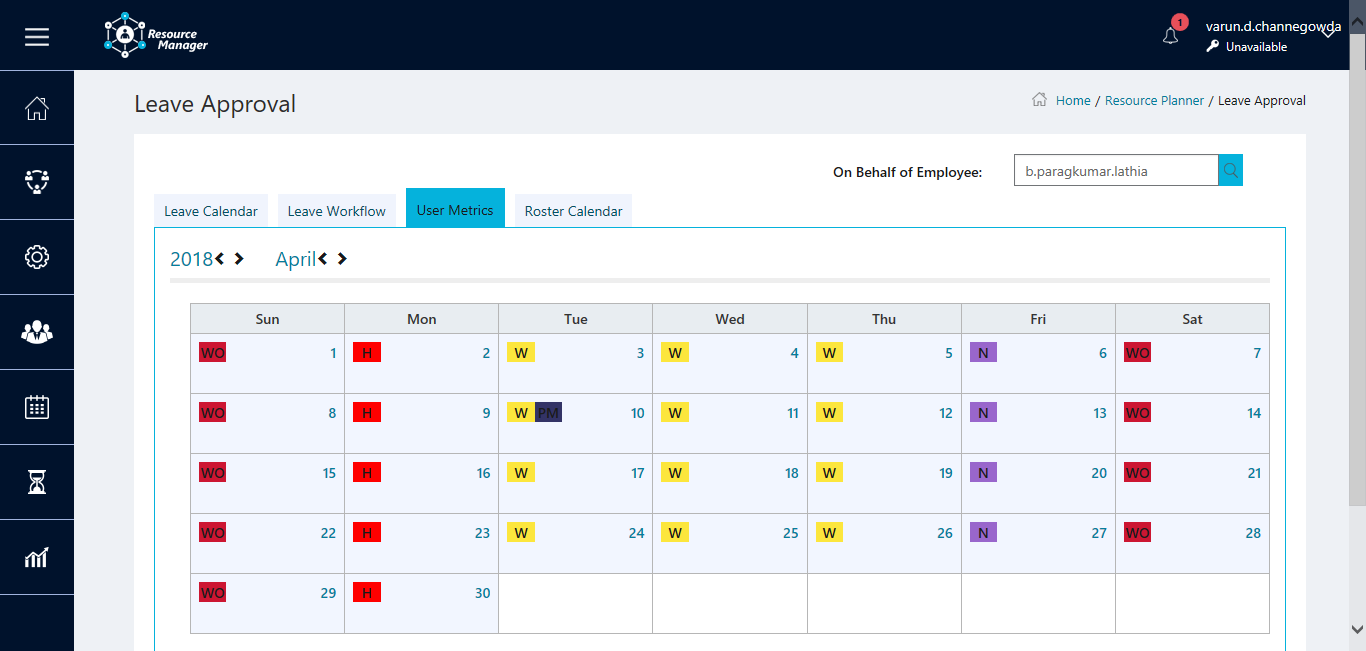 Resource
Manager
1
varun.d.channegowda
Unavailable
Leave Approval
Home / Resource Planner / Leave Approval
On Behalf of Employee: b.paragkumar.lathia
Leave Calendar Leave Workflow User Metrics Roster Calendar
2018 April
Sun Mon Tue Wed Thu Fri Sat
WO 1 H 2 W 3 W 4 W 5 N 6 WO 7
WO 8 H 9 W PM 10 W 11 W 12 N 13 WO 14
WO 15 H 16 W 17 W 18 W 19 N 20 WO 21
WO 22 H 23 W 24 W 25 W 26 N 27 WO 28
WO 29 H 30